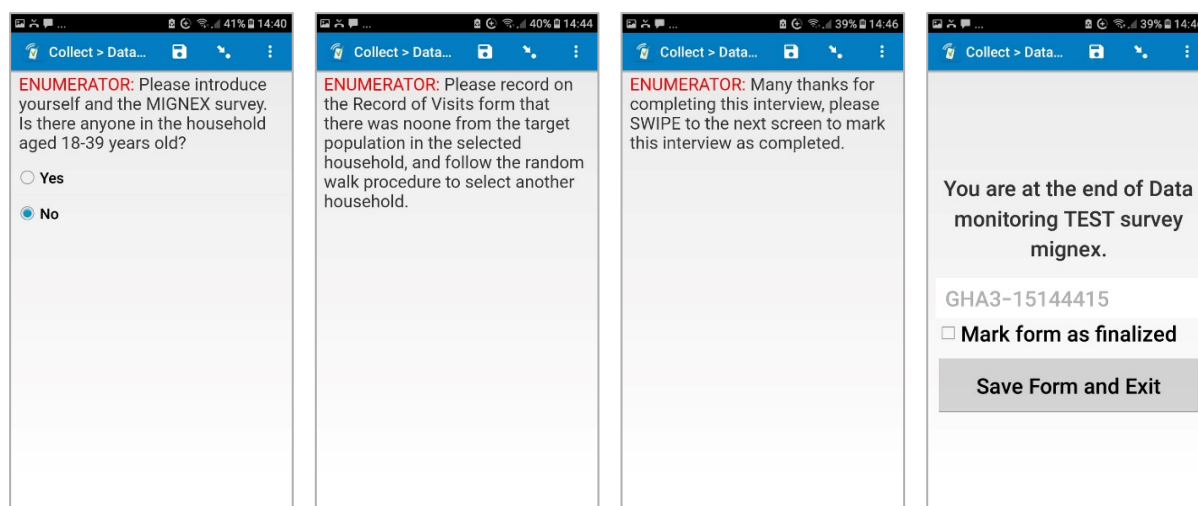 ... 41% 14:40
Collect > Data...
ENUMERATOR: Please introduce
yourself and the MIGNEX survey.
Is there anyone in the household
aged 18-39 years old?
Yes
No
... 40% 14:44
Collect > Data...
ENUMERATOR: Please record on
the Record of Visits form that
there was noone from the target
population in the selected
household, and follow the random
walk procedure to select another
household.
... 39% 14:46
Collect > Data...
ENUMERATOR: Many thanks for
completing this interview, please
SWIPE to the next screen to mark
this interview as completed.
... 39%
Collect > Data...
You are at the end of Data
monitoring TEST survey
mignex.
GHA3-15144415
Mark form as finalized
Save Form and Exit